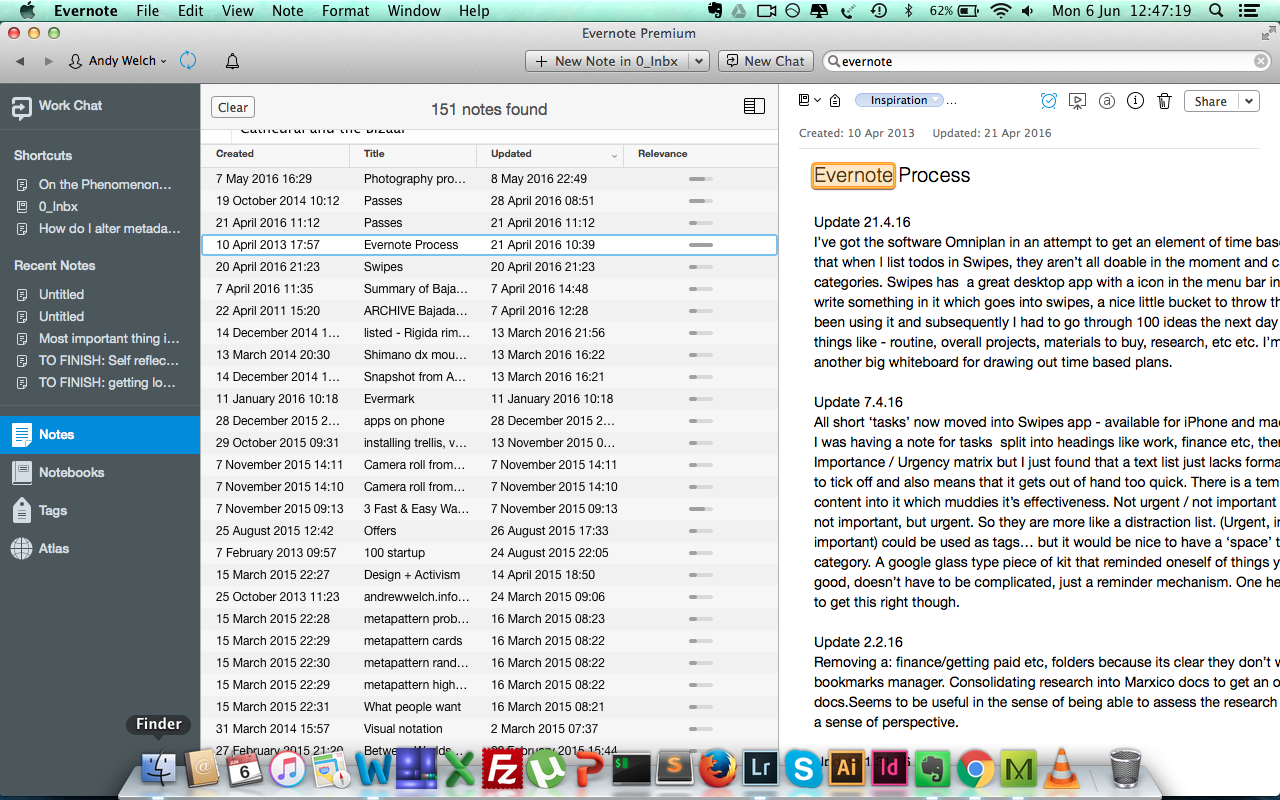 Evernote File Edit View Note Format Window Help 62% Mon 6 Jun 12:47:19
Evernote Premium
Andy Welch New Note in 0_Inbx New Chat evernote
Work Chat
Shortcuts
On the Phenomenon...
0_Inbx
How do I alter metada...
Recent Notes
Untitled
Untitled
Most important thing i...
TO FINISH: Self reflec...
TO FINISH: getting lo...
Notes
Notebooks
Tags
Atlas
Finder
Clear 151 notes found
Cathedral and the Bizaar
Created Title Updated Relevance
7 May 2016 16:29 Photography pro... 8 May 2016 22:49
19 October 2014 10:12 Passes 28 April 2016 08:51
21 April 2016 11:12 Passes 21 April 2016 11:12
10 April 2013 17:57 Evernote Process 21 April 2016 10:39
20 April 2016 21:23 Swipes 20 April 2016 21:23
7 April 2016 11:35 Summary of Baja... 7 April 2016 14:48
22 April 2011 15:20 ARCHIVE Bajada... 7 April 2016 12:28
14 December 2014 1... listed - Rigida rim... 13 March 2016 21:56
13 March 2014 20:30 Shimano dx mou... 13 March 2016 16:22
14 December 2014 1... Snapshot from A... 13 March 2016 16:21
11 January 2016 10:18 Evermark 11 January 2016 10:18
28 December 2015 2... apps on phone 28 December 2015 2...
29 October 2015 09:31 installing trellis, v... 13 November 2015 0...
7 November 2015 14:11 Camera roll from... 7 November 2015 14:11
7 November 2015 14:10 Camera roll from... 7 November 2015 14:10
7 November 2015 09:13 3 Fast & Easy Wa... 7 November 2015 09:13
25 August 2015 12:42 Offers 26 August 2015 17:33
7 February 2013 09:57 100 startup 24 August 2015 22:05
15 March 2015 22:27 Design + Activism 14 April 2015 18:50
25 October 2013 11:23 andrewwelch.info... 24 March 2015 09:06
15 March 2015 22:28 metapattern prob... 16 March 2015 08:23
15 March 2015 22:29 metapattern cards 16 March 2015 08:22
15 March 2015 22:30 metapattern rand... 16 March 2015 08:22
15 March 2015 22:29 metapattern high... 16 March 2015 08:22
15 March 2015 22:31 What people want 16 March 2015 08:21
31 March 2014 15:57 Visual notation 2 March 2015 07:37
27 February 2015 21:20
Inspiration ... Share
Created: 10 Apr 2013 Updated: 21 Apr 2016
Evernote Process
Update 21.4.16
I've got the software Omniplan in an attempt to get an element of time base
that when I list todos in Swipes, they aren't all doable in the moment and c
categories. Swipes has a great desktop app with a icon in the menu bar in
write something in it which goes into swipes, a nice little bucket to throw th
been using it and subsequently I had to go through 100 ideas the next day
things like - routine, overall projects, materials to buy, research, etc etc. I'm
another big whiteboard for drawing out time based plans.
Update 7.4.16
All short 'tasks' now moved into Swipes app - available for iPhone and mac
I was having a note for tasks split into headings like work, finance etc, then
Importance / Urgency matrix but I just found that a text list just lacks forma
to tick off and also means that it gets out of hand too quick. There is a tem
content into it which muddies it's effectiveness. Not urgent / not important
not important, but urgent. So they are more like a distraction list. (Urgent, im
important) could be used as tags... but it would be nice to have a 'space' t
category. A google glass type piece of kit that reminded oneself of things y
good, doesn't have to be complicated, just a reminder mechanism. One he
to get this right though.
Update 2.2.16
Removing a: finance/getting paid etc, folders because its clear they don't w
bookmarks manager. Consolidating research into Marxico docs to get an o
docs.Seems to be useful in the sense of being able to assess the research
a sense of perspective.